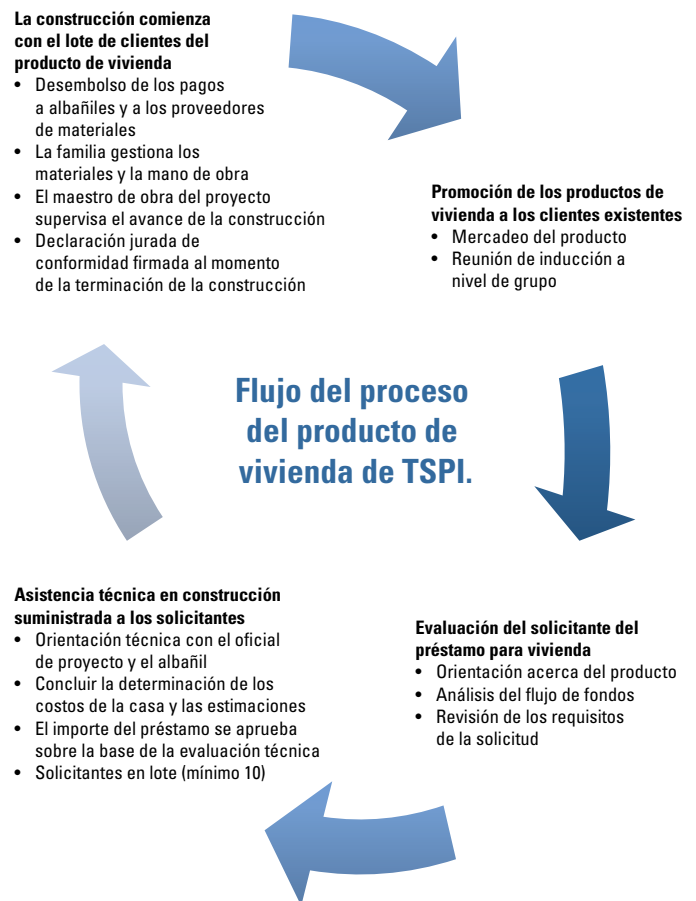 La construcción comienza
con el lote de clientes del
producto de vivienda
• Desembolso de los pagos
a albañiles y a los proveedores
de materiales
• La familia gestiona los
materiales y la mano de obra
• El maestro de obra del proyecto
supervisa el avance de la construcción
• Declaración jurada de
conformidad firmada al momento
de la terminación de la construcción
Promoción de los productos de
vivienda a los clientes existentes
• Mercadeo del producto
• Reunión de inducción a
nivel de grupo
Flujo del proceso
del producto de
vivienda de TSPI.
Asistencia técnica en construcción
suministrada a los solicitantes
• Orientación técnica con el oficial
de proyecto y el albañil
• Concluir la determinación de los
costos de la casa y las estimaciones
• El importe del préstamo se aprueba
sobre la base de la evaluación técnica
• Solicitantes en lote (mínimo 10)
Evaluación del solicitante del
préstamo para vivienda
• Orientación acerca del producto
• Análisis del flujo de fondos
• Revisión de los requisitos
de la solicitud